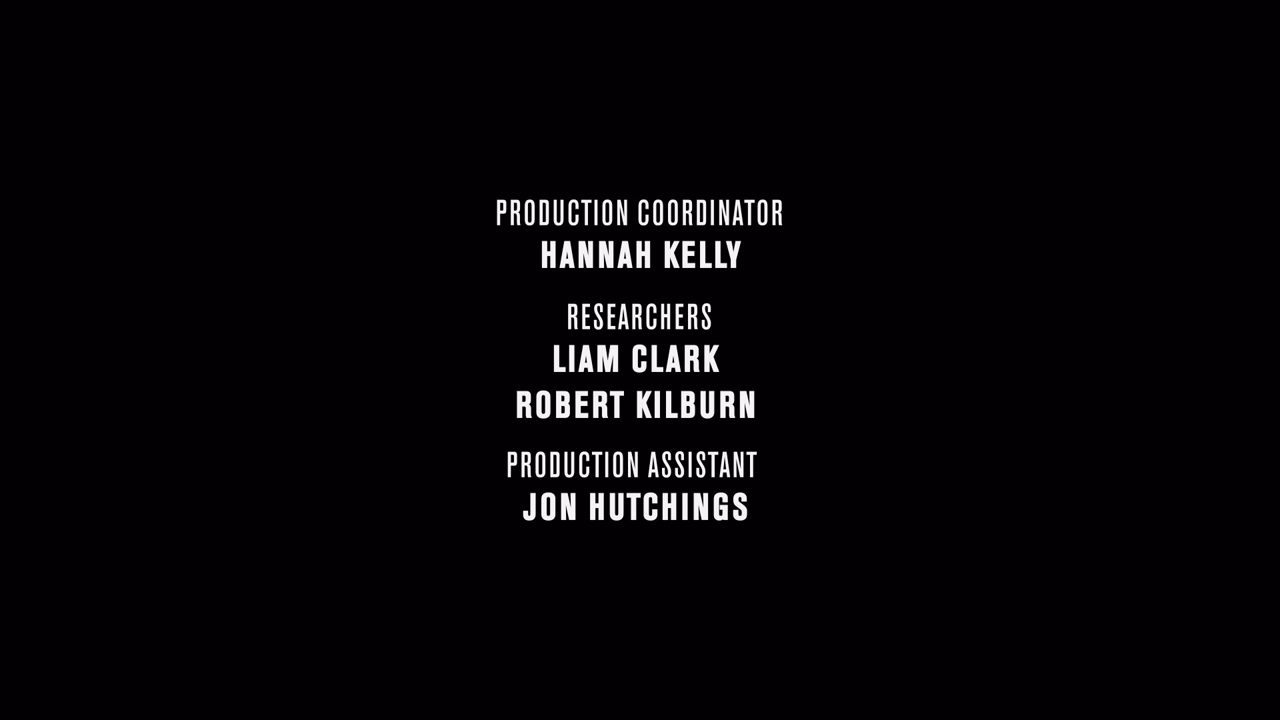 PRODUCTION COORDINATOR
HANNAH KELLY
RESEARCHERS
LIAM CLARK
ROBERT KILBURN
PRODUCTION ASSISTANT
JON HUTCHINGS